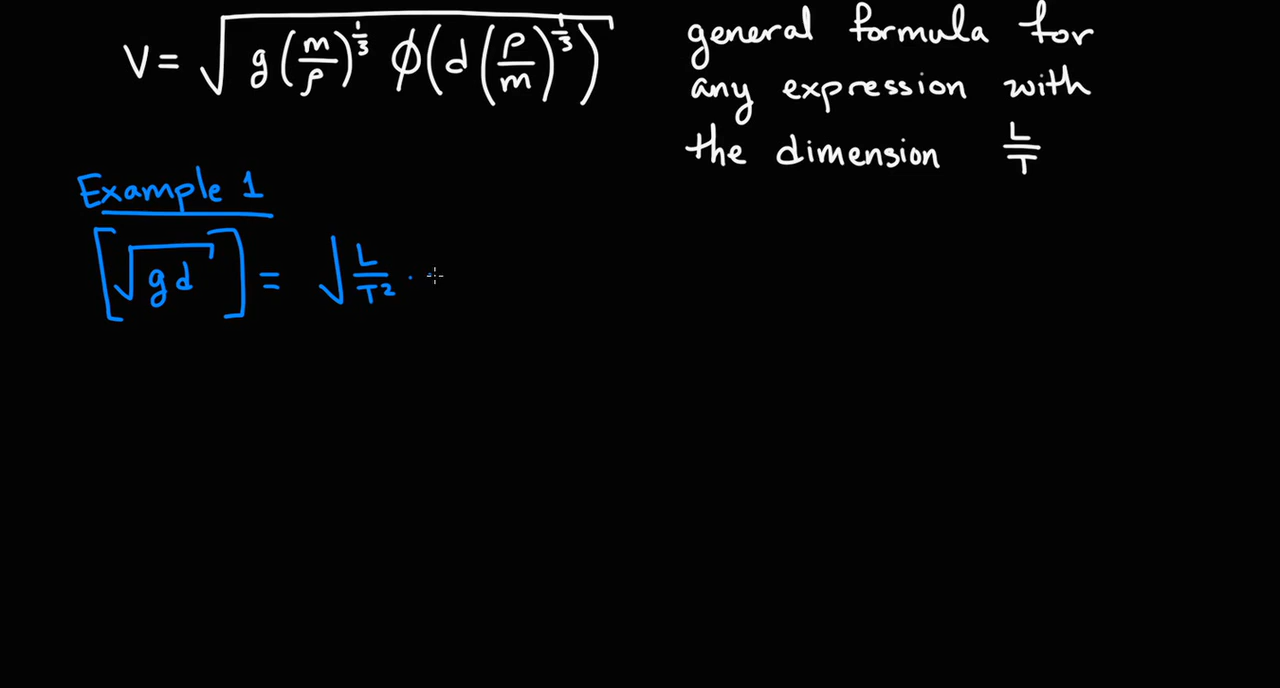 V = √(g(m/ρ)^(1/3) ϕ(d(ρ/m)^(1/3)))
general formula for
any expression with
the dimension L/T
Example 1
[√(gd)] = √(L/T² ·